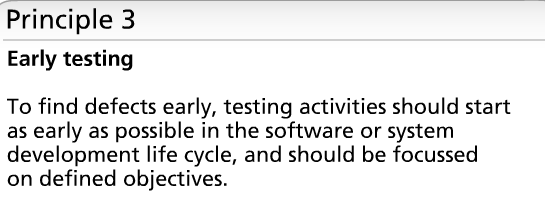 Principle 3
Early testing
To find defects early, testing activities should start
as early as possible in the software or system
development life cycle, and should be focussed
on defined objectives.